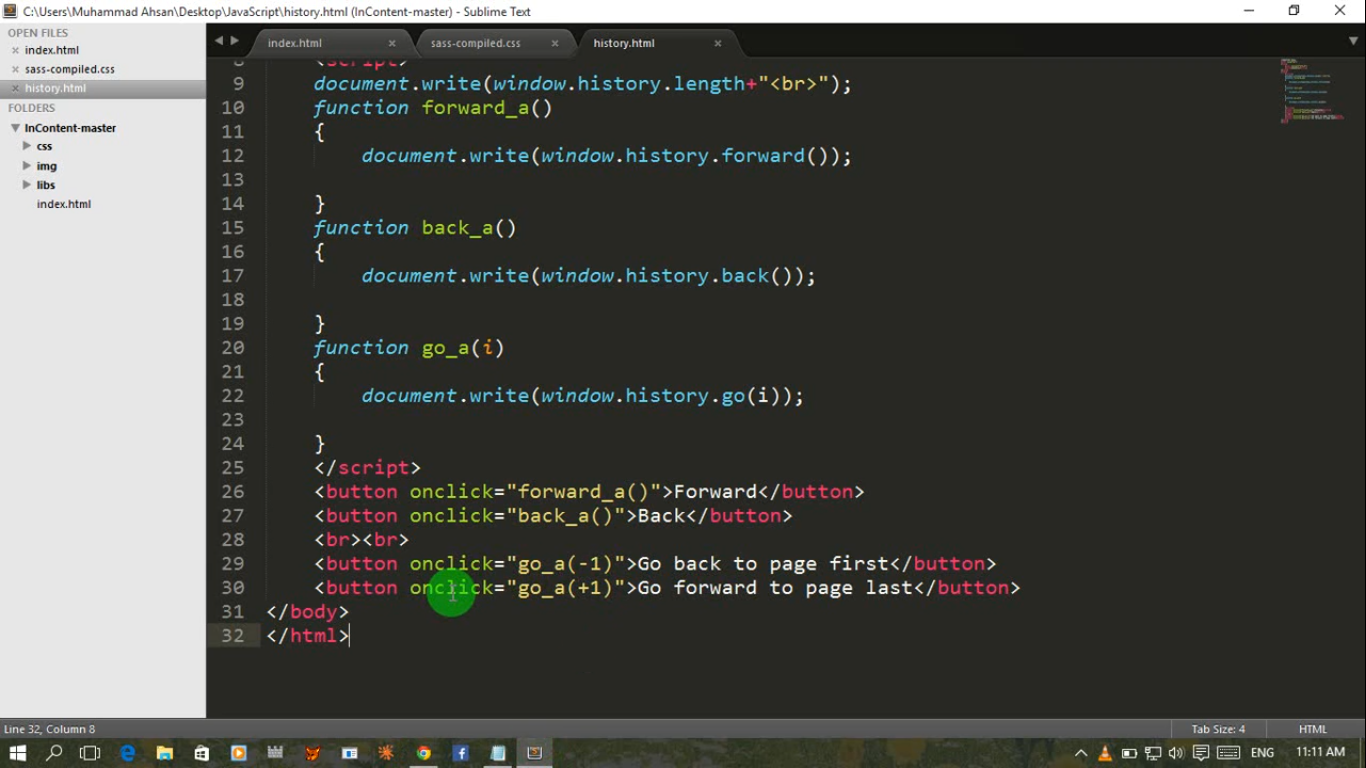 C:\Users\Muhammad Ahsan\Desktop\JavaScript\history.html (InContent-master) - Sublime Text
OPEN FILES
index.html
sass-compiled.css
history.html
FOLDERS
InContent-master
css
img
libs
index.html
index.html
sass-compiled.css
history.html
8 <script>
9 document.write(window.history.length+"<br>");
10 function forward_a()
11 {
12 document.write(window.history.forward());
13
14 }
15 function back_a()
16 {
17 document.write(window.history.back());
18
19 }
20 function go_a(i)
21 {
22 document.write(window.history.go(i));
23
24 }
25 </script>
26 <button onclick="forward_a()">Forward</button>
27 <button onclick="back_a()">Back</button>
28 <br><br>
29 <button onclick="go_a(-1)">Go back to page first</button>
30 <button onclick="go_a(+1)">Go forward to page last</button>
31 </body>
32 </html>
Line 32, Column 8
Tab Size: 4
HTML
ENG
11:11 AM